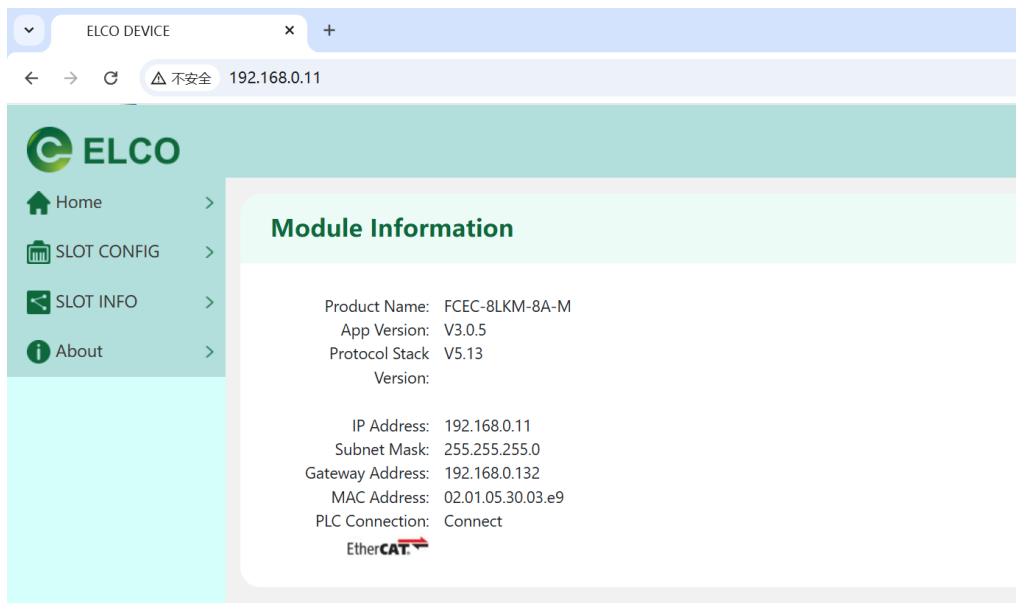 ELCO DEVICE
不安全 192.168.0.11
ELCO
Home
SLOT CONFIG
SLOT INFO
About
Module Information
Product Name: FCEC-8LKM-8A-M
App Version: V3.0.5
Protocol Stack V5.13
Version:
IP Address: 192.168.0.11
Subnet Mask: 255.255.255.0
Gateway Address: 192.168.0.132
MAC Address: 02.01.05.30.03.e9
PLC Connection: Connect
EtherCAT.